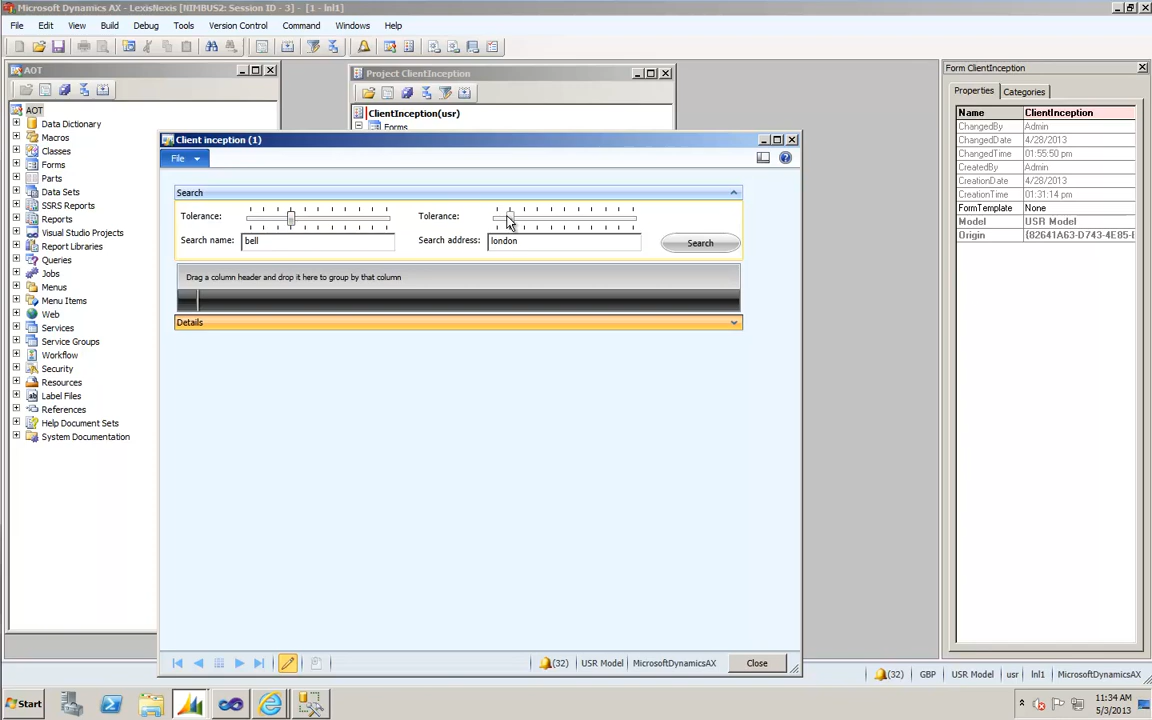 Microsoft Dynamics AX - LexisNexis [NIMBUS2: Session ID - 3] - [1 - lnl1]
File Edit View Build Debug Tools Version Control Command Windows Help
AOT
Project ClientInception
Form ClientInception
Properties Categories
AOT
Data Dictionary
Macros
Classes
Forms
Parts
Data Sets
SSRS Reports
Reports
Visual Studio Projects
Report Libraries
Queries
Jobs
Menus
Menu Items
Web
Services
Service Groups
Workflow
Security
Resources
Label Files
References
Help Document Sets
System Documentation
ClientInception(usr)
Forms
Client inception (1)
File
Search
Tolerance: Tolerance:
Search name: bell Search address: london Search
Drag a column header and drop it here to group by that column
Details
(32) USR Model MicrosoftDynamicsAX Close
Name ClientInception
ChangedBy Admin
ChangedDate 4/28/2013
ChangedTime 01:55:50 pm
CreatedBy Admin
CreationDate 4/28/2013
CreationTime 01:31:14 pm
FormTemplate None
Model USR Model
Origin {82641A63-D743-4E85-
(32) GBP USR Model usr lnl1 MicrosoftDynamicsAX
Start
11:34 AM
5/3/2013